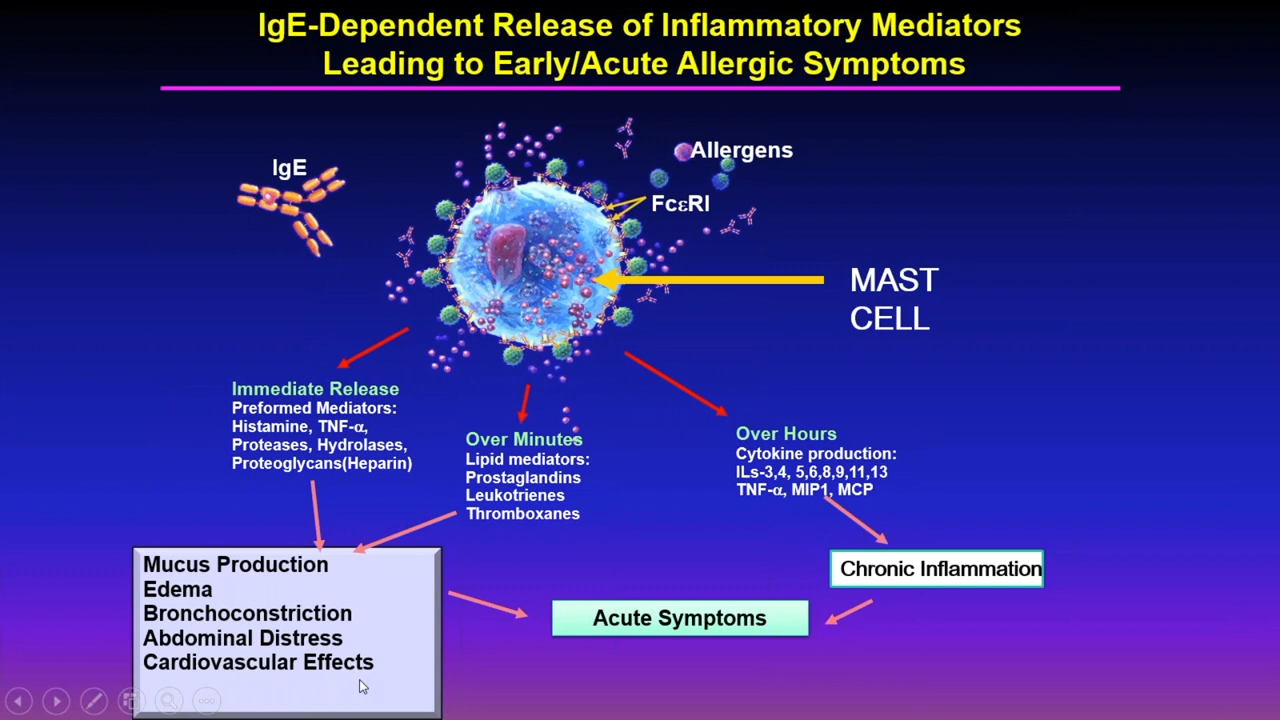 IgE-Dependent Release of Inflammatory Mediators
Leading to Early/Acute Allergic Symptoms
IgE
Allergens
FcεRI
MAST
CELL
Immediate Release
Preformed Mediators:
Histamine, TNF-α,
Proteases, Hydrolases,
Proteoglycans(Heparin)
Over Minutes
Lipid mediators:
Prostaglandins
Leukotrienes
Thromboxanes
Over Hours
Cytokine production:
ILs-3,4, 5,6,8,9,11,13
TNF-α, MIP1, MCP
Mucus Production
Edema
Bronchoconstriction
Abdominal Distress
Cardiovascular Effects
Acute Symptoms
Chronic Inflammation